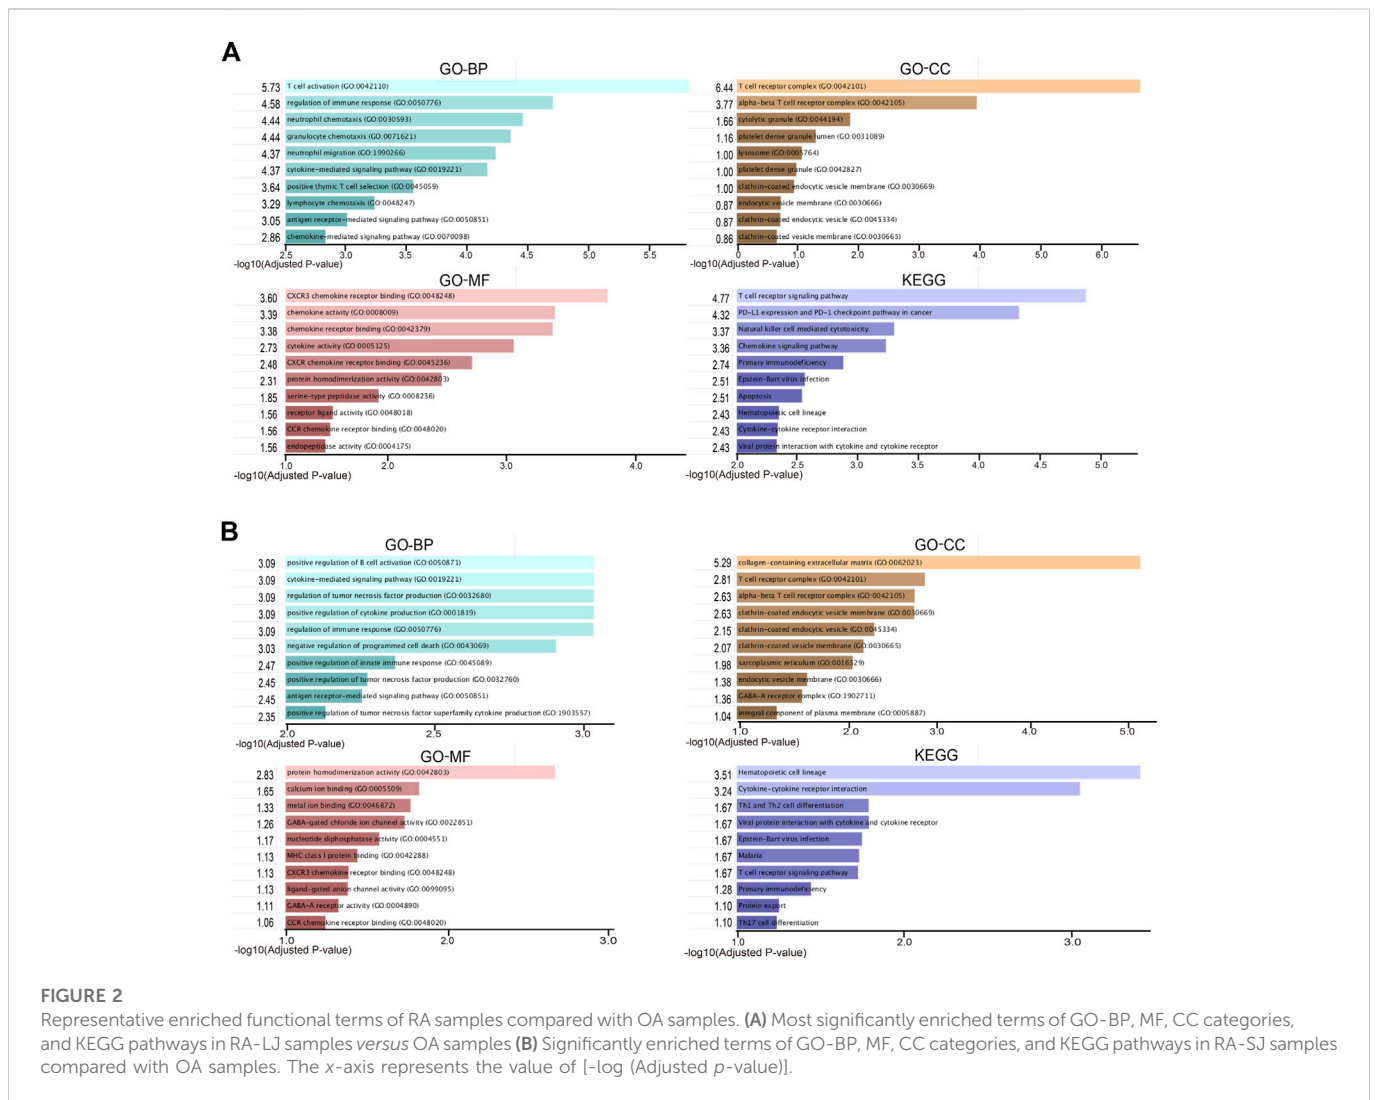 A
GO-BP
5.73 T cell activation (GO:0042110)
4.58 regulation of immune response (GO:0050776)
4.44 neutrophil chemotaxis (GO:0030593)
4.44 granulocyte chemotaxis (GO:0071621)
4.37 neutrophil migration (GO:1990266)
4.37 cytokine-mediated signaling pathway (GO:0019221)
3.64 positive thymic T cell selection (GO:0045059)
3.29 lymphocyte chemotaxis (GO:0048247)
3.05 antigen receptor-mediated signaling pathway (GO:0050851)
2.86 chemokine-mediated signaling pathway (GO:0070098)
2.5 3.0 3.5 4.0 4.5 5.0 5.5
-log10(Adjusted P-value)
GO-CC
6.44 T cell receptor complex (GO:0042101)
3.77 alpha-beta T cell receptor complex (GO:0042105)
1.66 cytolytic granule (GO:0044194)
1.16 platelet dense granule lumen (GO:0031089)
1.00 lysosome (GO:0005764)
1.00 platelet dense granule (GO:0042827)
1.00 clathrin-coated endocytic vesicle membrane (GO:0030669)
0.87 endocytic vesicle membrane (GO:0030666)
0.87 clathrin-coated endocytic vesicle (GO:0045334)
0.86 clathrin-coated vesicle membrane (GO:0030665)
0 1.0 2.0 3.0 4.0 5.0 6.0
-log10(Adjusted P-value)
GO-MF
3.60 CXCR3 chemokine receptor binding (GO:0048248)
3.39 chemokine activity (GO:0008009)
3.38 chemokine receptor binding (GO:0042379)
2.73 cytokine activity (GO:0005125)
2.48 CXCR chemokine receptor binding (GO:0045236)
2.31 protein homodimerization activity (GO:0042803)
1.85 serine-type peptidase activity (GO:0008236)
1.56 receptor ligand activity (GO:0048018)
1.56 CCR chemokine receptor binding (GO:0048020)
1.56 endopeptidase activity (GO:0004175)
1.0 2.0 3.0 4.0
-log10(Adjusted P-value)
KEGG
4.77 T cell receptor signaling pathway
4.32 PD-L1 expression and PD-1 checkpoint pathway in cancer
3.37 Natural killer cell mediated cytotoxicity
3.36 Chemokine signaling pathway
2.74 Primary immunodeficiency
2.51 Epstein-Barr virus infection
2.51 Apoptosis
2.43 Hematopoietic cell lineage
2.43 Cytokine-cytokine receptor interaction
2.43 Viral protein interaction with cytokine and cytokine receptor
2.0 2.5 3.0 3.5 4.0 4.5 5.0
-log10(Adjusted P-value)
B
GO-BP
3.09 positive regulation of B cell activation (GO:0050871)
3.09 cytokine-mediated signaling pathway (GO:0019221)
3.09 regulation of tumor necrosis factor production (GO:0032680)
3.09 positive regulation of cytokine production (GO:0001819)
3.09 regulation of immune response (GO:0050776)
3.03 negative regulation of programmed cell death (GO:0043069)
2.47 positive regulation of innate immune response (GO:0045089)
2.45 positive regulation of tumor necrosis factor production (GO:0032760)
2.45 antigen receptor-mediated signaling pathway (GO:0050851)
2.35 positive regulation of tumor necrosis factor superfamily cytokine production (GO:1903557)
2.0 2.5 3.0
-log10(Adjusted P-value)
GO-CC
5.29 collagen-containing extracellular matrix (GO:0062023)
2.81 T cell receptor complex (GO:0042101)
2.63 alpha-beta T cell receptor complex (GO:0042105)
2.63 clathrin-coated endocytic vesicle membrane (GO:0030669)
2.15 clathrin-coated endocytic vesicle (GO:0045334)
2.07 clathrin-coated vesicle membrane (GO:0030665)
1.98 sarcoplasmic reticulum (GO:0016529)
1.38 endocytic vesicle membrane (GO:0030666)
1.36 GABA-A receptor complex (GO:1902711)
1.04 integral component of plasma membrane (GO:0005887)
1.0 2.0 3.0 4.0 5.0
-log10(Adjusted P-value)
GO-MF
2.83 protein homodimerization activity (GO:0042803)
1.65 calcium ion binding (GO:0005509)
1.33 metal ion binding (GO:0046872)
1.26 GABA-gated chloride ion channel activity (GO:0022851)
1.17 nucleotide diphosphatase activity (GO:0004551)
1.13 MHC class I protein binding (GO:0042288)
1.13 CXCR3 chemokine receptor binding (GO:0048248)
1.13 ligand-gated anion channel activity (GO:0099095)
1.11 GABA-A receptor activity (GO:0004890)
1.06 CCR chemokine receptor binding (GO:0048020)
1.0 2.0 3.0
-log10(Adjusted P-value)
KEGG
3.51 Hematopoietic cell lineage
3.24 Cytokine-cytokine receptor interaction
1.67 Th1 and Th2 cell differentiation
1.67 Viral protein interaction with cytokine and cytokine receptor
1.67 Epstein-Barr virus infection
1.67 Malaria
1.67 T cell receptor signaling pathway
1.28 Primary immunodeficiency
1.10 Protein export
1.10 Th17 cell differentiation
1.0 2.0 3.0
-log10(Adjusted P-value)
FIGURE 2
Representative enriched functional terms of RA samples compared with OA samples. (A) Most significantly enriched terms of GO-BP, MF, CC categories,
and KEGG pathways in RA-LJ samples versus OA samples (B) Significantly enriched terms of GO-BP, MF, CC categories, and KEGG pathways in RA-SJ samples
compared with OA samples. The x-axis represents the value of [-log (Adjusted p-value)].